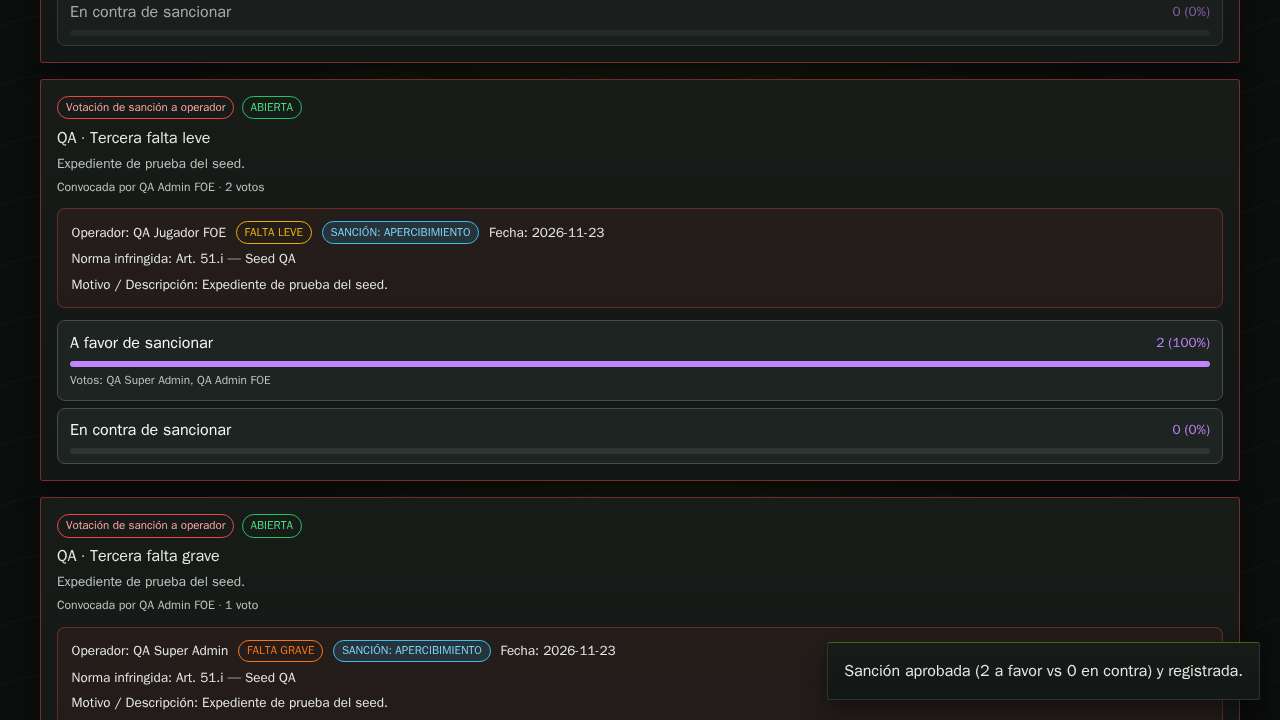 En contra de sancionar 0 (0%)
Votación de sanción a operador ABIERTA
QA · Tercera falta leve
Expediente de prueba del seed.
Convocada por QA Admin FOE · 2 votos
Operador: QA Jugador FOE FALTA LEVE SANCIÓN: APERCIBIMIENTO Fecha: 2026-11-23
Norma infringida: Art. 51.i — Seed QA
Motivo / Descripción: Expediente de prueba del seed.
A favor de sancionar 2 (100%)
Votos: QA Super Admin, QA Admin FOE
En contra de sancionar 0 (0%)
Votación de sanción a operador ABIERTA
QA · Tercera falta grave
Expediente de prueba del seed.
Convocada por QA Admin FOE · 1 voto
Operador: QA Super Admin FALTA GRAVE SANCIÓN: APERCIBIMIENTO Fecha: 2026-11-23
Norma infringida: Art. 51.i — Seed QA
Motivo / Descripción: Expediente de prueba del seed.
Sanción aprobada (2 a favor vs 0 en contra) y registrada.